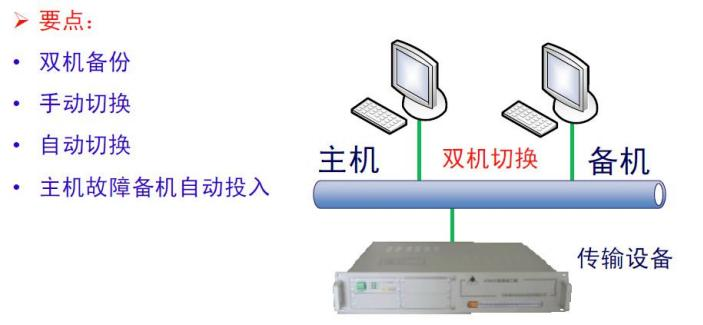 ➢ 要点：
• 双机备份
• 手动切换
• 自动切换
• 主机故障备机自动投入
主机
双机切换
备机
传输设备